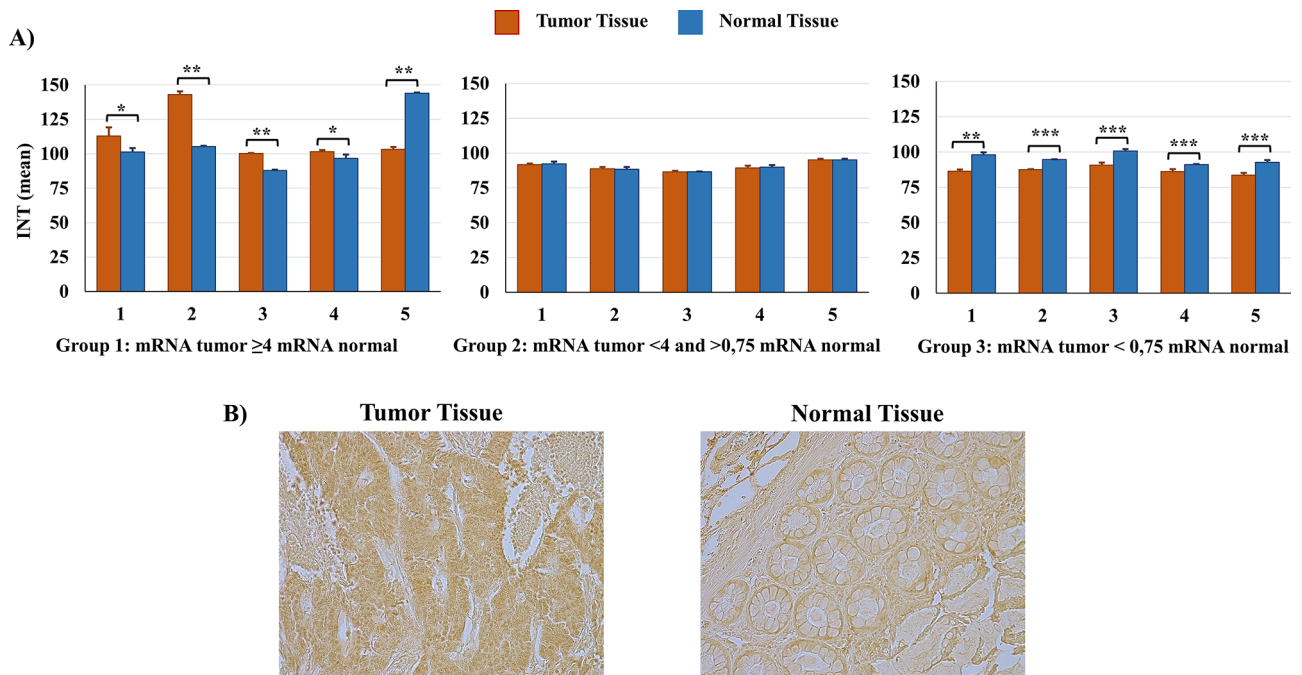 Tumor Tissue Normal Tissue
A)
INT (mean)
150
125
100
75
50
25
0
* ** ** * **
1 2 3 4 5
Group 1: mRNA tumor ≥4 mRNA normal
150
125
100
75
50
25
0
1 2 3 4 5
Group 2: mRNA tumor <4 and >0,75 mRNA normal
150
125
100
75
50
25
0
** *** *** *** ***
1 2 3 4 5
Group 3: mRNA tumor < 0,75 mRNA normal
B)
Tumor Tissue
Normal Tissue